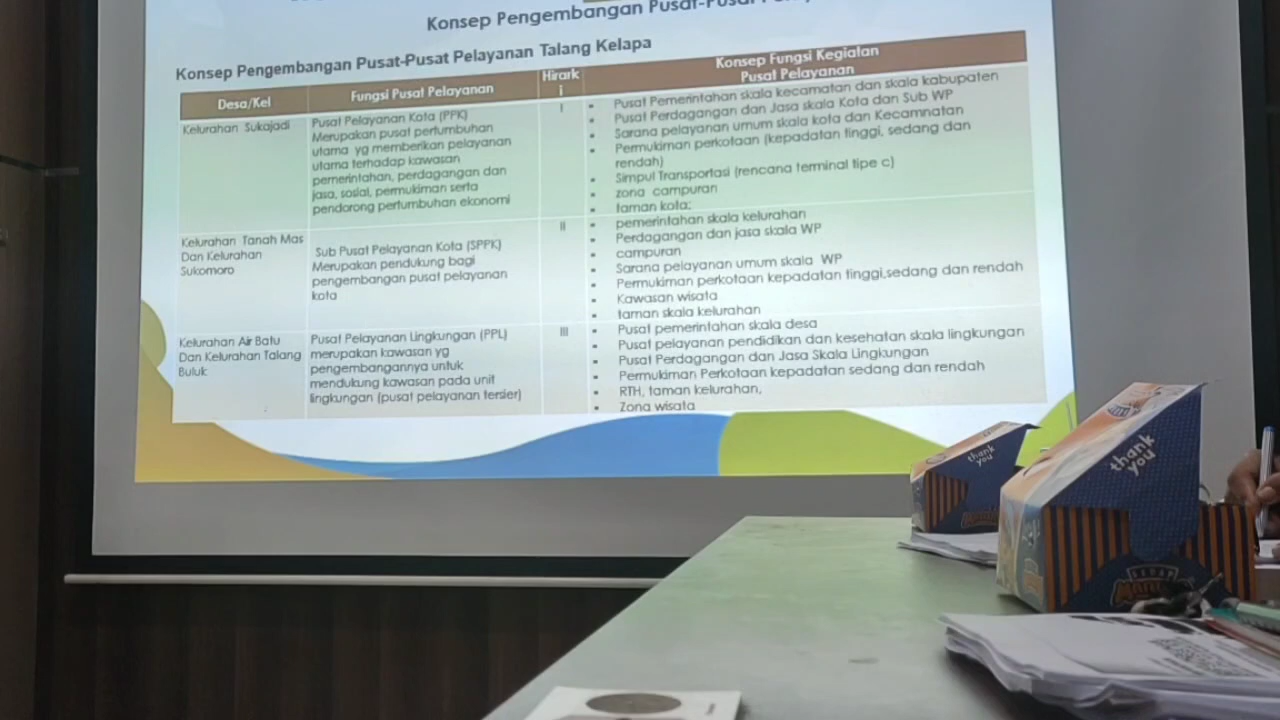 Konsep Pengembangan Pusat-Pusat
Konsep Pengembangan Pusat-Pusat Pelayanan Talang Kelapa
Desa/Kel
Fungsi Pusat Pelayanan
Hirark
i
Konsep Fungsi Kegiatan
Pusat Pelayanan
Kelurahan Sukajadi
Pusat Pelayanan Kota (PPK)
Merupakan pusat pertumbuhan
utama yg memberikan pelayanan
utama terhadap kawasan
pemerintahan, perdagangan dan
jasa, sosial, permukiman serta
pendorong pertumbuhan ekonomi
I
Pusat Pemerintahan skala kecamatan dan skala kabupaten
Pusat Perdagangan dan Jasa skala Kota dan Sub WP
Sarana pelayanan umum skala kota dan Kecamnatan
Permukiman perkotaan (kepadatan tinggi, sedang dan
rendah)
Simpul Transportasi (rencana terminal tipe c)
zona campuran
taman kota;
Kelurahan Tanah Mas
Dan Kelurahan
Sukomoro
Sub Pusat Pelayanan Kota (SPPK)
Merupakan pendukung bagi
pengembangan pusat pelayanan
kota
II
pemerintahan skala kelurahan
Perdagangan dan jasa skala WP
campuran
Sarana pelayanan umum skala WP
Permukiman perkotaan kepadatan tinggi,sedang dan rendah
Kawasan wisata
taman skala kelurahan
Kelurahan Air Batu
Dan Kelurahan Talang
Buluk
Pusat Pelayanan Lingkungan (PPL)
merupakan kawasan yg
pengembangannya untuk
mendukung kawasan pada unit
lingkungan (pusat pelayanan tersier)
III
Pusat pemerintahan skala desa
Pusat pelayanan pendidikan dan kesehatan skala lingkungan
Pusat Perdagangan dan Jasa Skala Lingkungan
Permukiman Perkotaan kepadatan sedang dan rendah
RTH, taman kelurahan,
Zona wisata
thank
you
thank
you
SEDAP